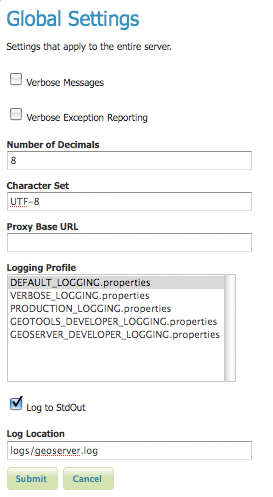 Global Settings
Settings that apply to the entire server.
Verbose Messages
Verbose Exception Reporting
Number of Decimals
8
Character Set
UTF-8
Proxy Base URL
Logging Profile
DEFAULT_LOGGING.properties
VERBOSE_LOGGING.properties
PRODUCTION_LOGGING.properties
GEOTOOLS_DEVELOPER_LOGGING.properties
GEOSERVER_DEVELOPER_LOGGING.properties
Log to StdOut
Log Location
logs/geoserver.log
Submit Cancel